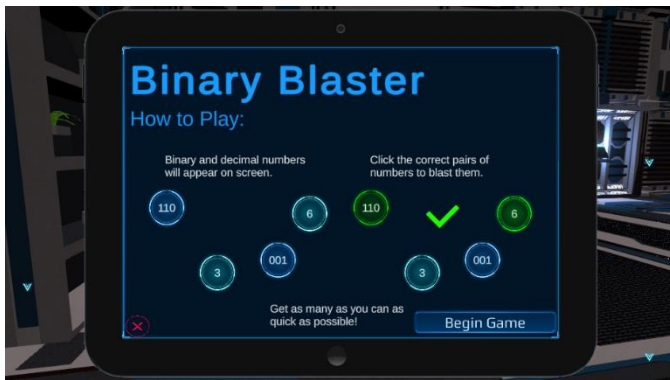 Binary Blaster
How to Play:
Binary and decimal numbers
will appear on screen.
Click the correct pairs of
numbers to blast them.
110
6
3
001
110
6
3
001
Get as many as you can as
quick as possible!
Begin Game